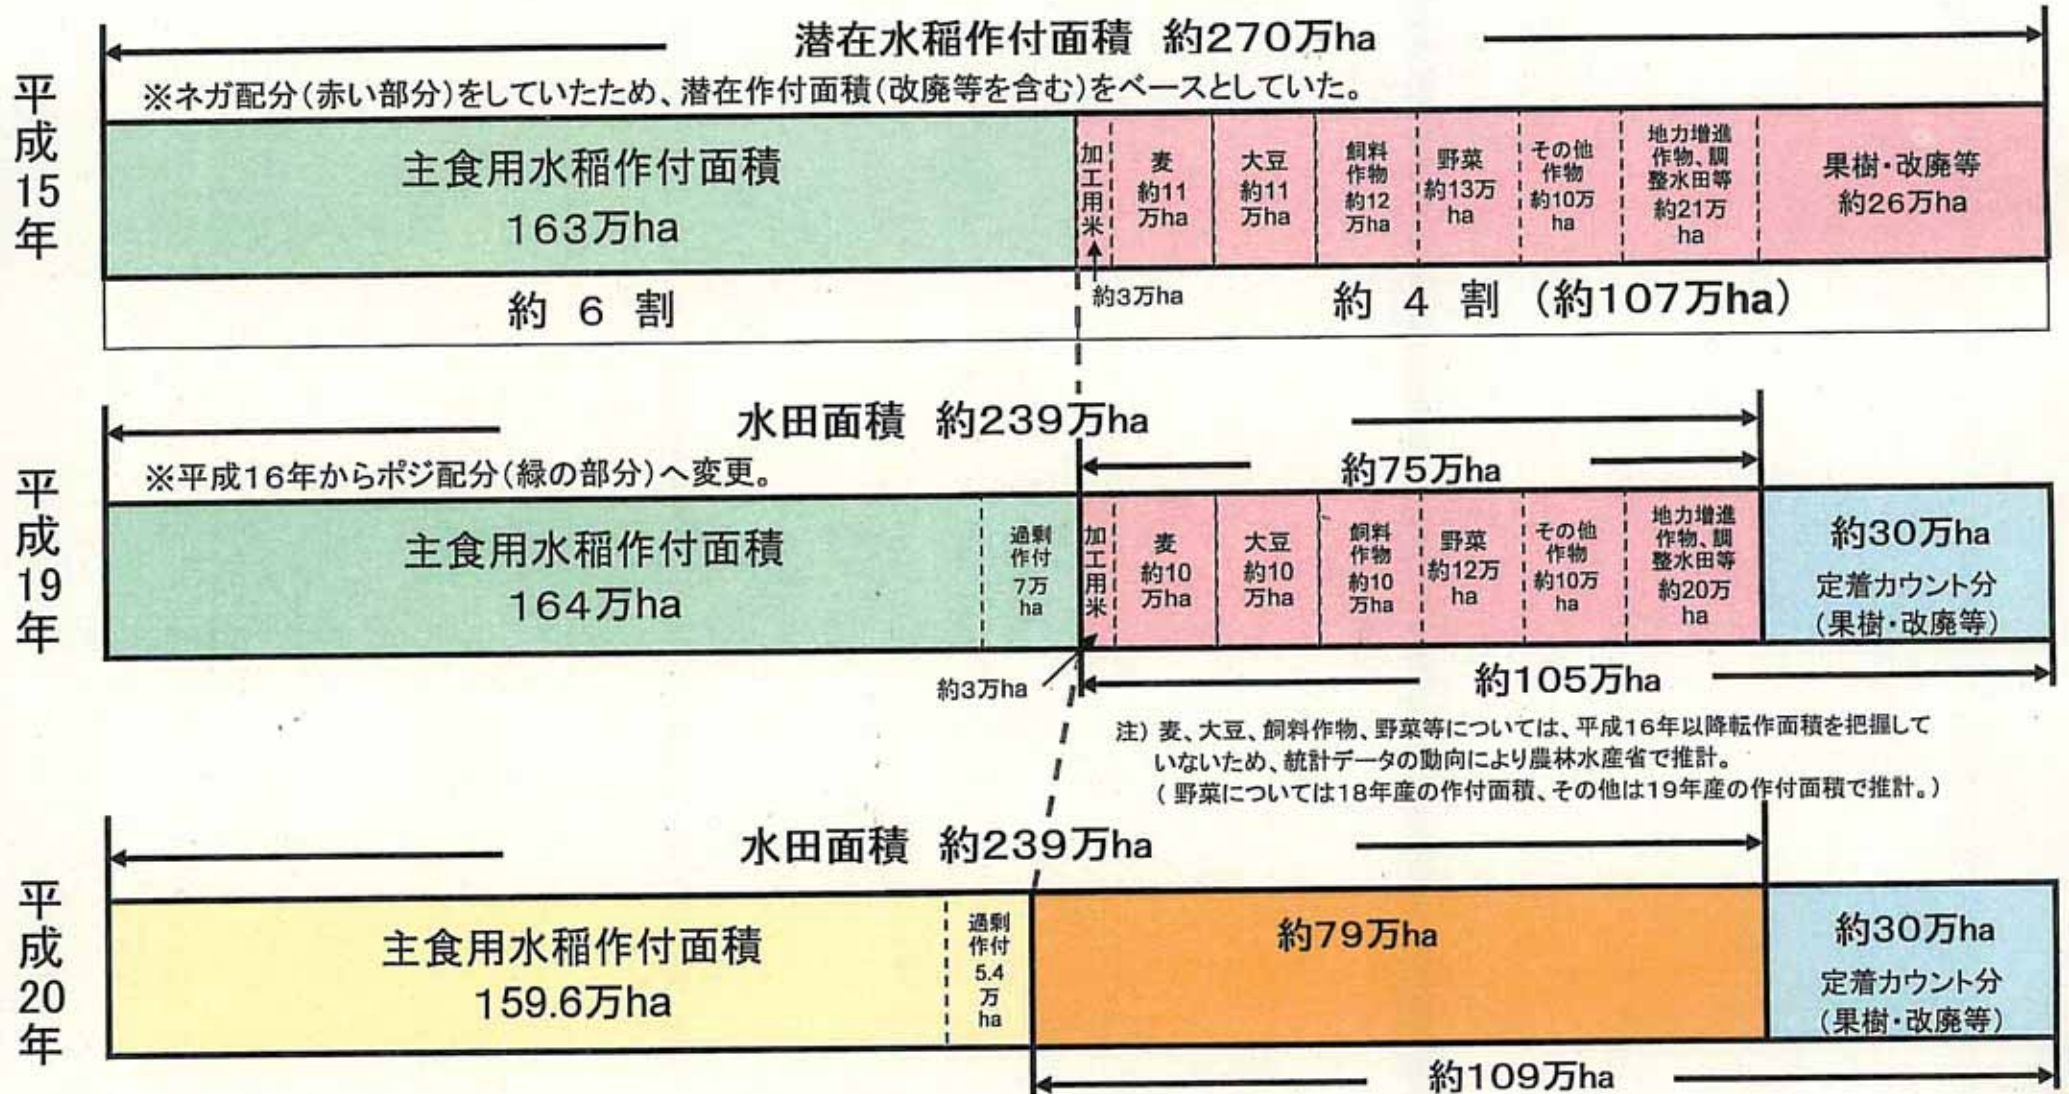 潜在水稲作付面積 約270万ha
※ネガ配分(赤い部分)をしていたため、潜在作付面積(改廃等を含む)をベースとしていた。
平成15年
主食用水稲作付面積
163万ha
加工用米
約3万ha
麦
約11
万ha
大豆
約11
万ha
飼料
作物
約12
万ha
野菜
約13万
ha
その他
作物
約10万
ha
地力増進
作物、調
整水田等
約21万
ha
果樹・改廃等
約26万ha
約 6 割
約 4 割 (約107万ha)
水田面積 約239万ha
※平成16年からポジ配分(緑の部分)へ変更。
約75万ha
平成19年
主食用水稲作付面積
164万ha
過剰
作付
7万
ha
加工用米
約3万ha
麦
約10
万ha
大豆
約10
万ha
飼料
作物
約10
万ha
野菜
約12万
ha
その他
作物
約10万
ha
地力増進
作物、調
整水田等
約20万
ha
約30万ha
定着カウント分
(果樹・改廃等)
約105万ha
注) 麦、大豆、飼料作物、野菜等については、平成16年以降転作面積を把握して
いないため、統計データの動向により農林水産省で推計。
( 野菜については18年産の作付面積、その他は19年産の作付面積で推計。)
水田面積 約239万ha
平成20年
主食用水稲作付面積
159.6万ha
過剰
作付
5.4
万
ha
約79万ha
約30万ha
定着カウント分
(果樹・改廃等)
約109万ha